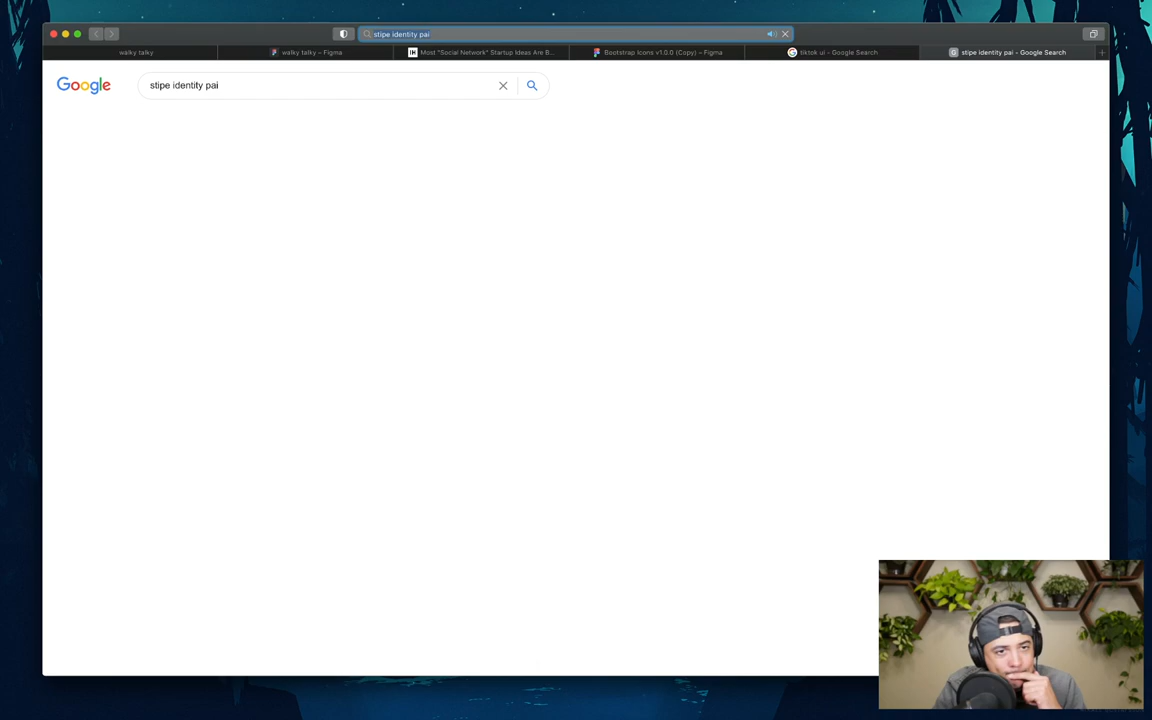 stipe identity pai
walky talky
walky talky – Figma
Most "Social Network" Startup Ideas Are B...
Bootstrap Icons v1.0.0 (Copy) – Figma
tiktok ui - Google Search
G stipe identity pai - Google Search
Google stipe identity pai